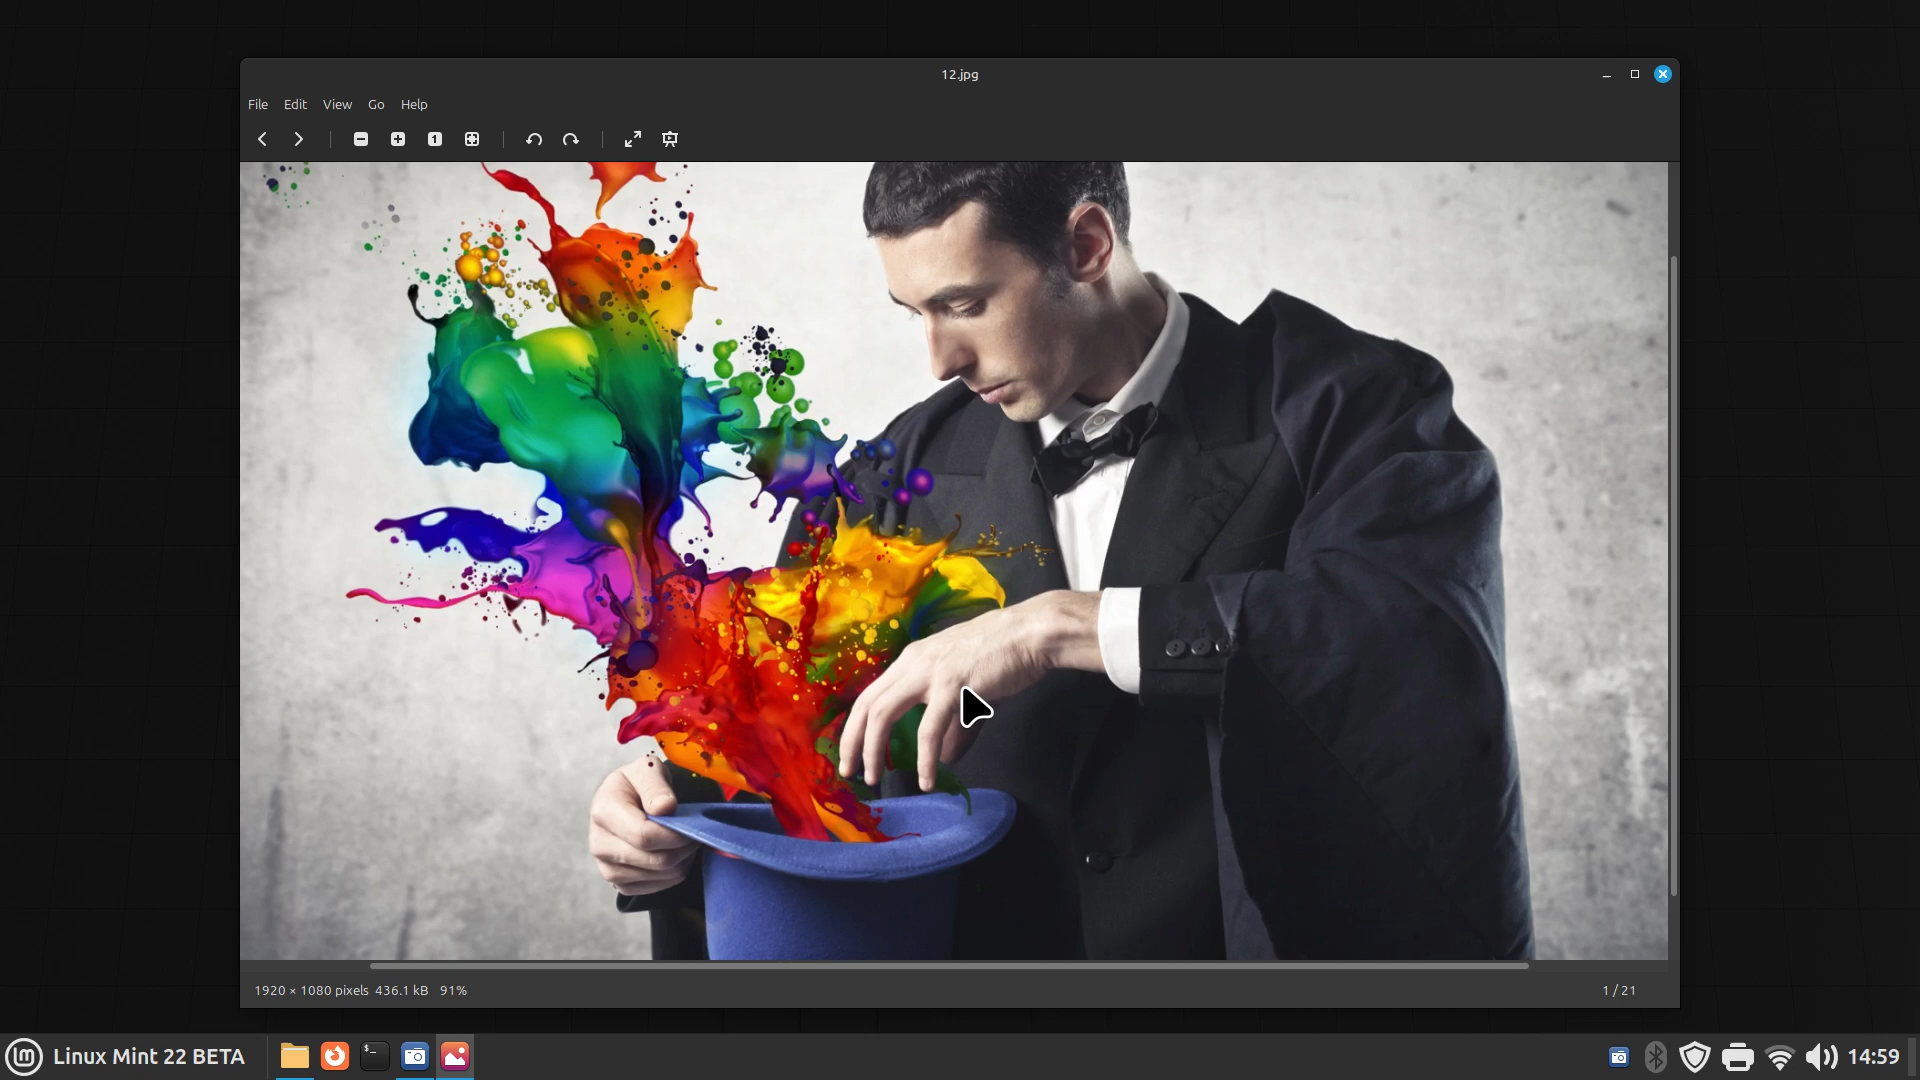 12.jpg
File Edit View Go Help
1920 × 1080 pixels 436.1 kB 91%
1 / 21
Linux Mint 22 BETA
14:59